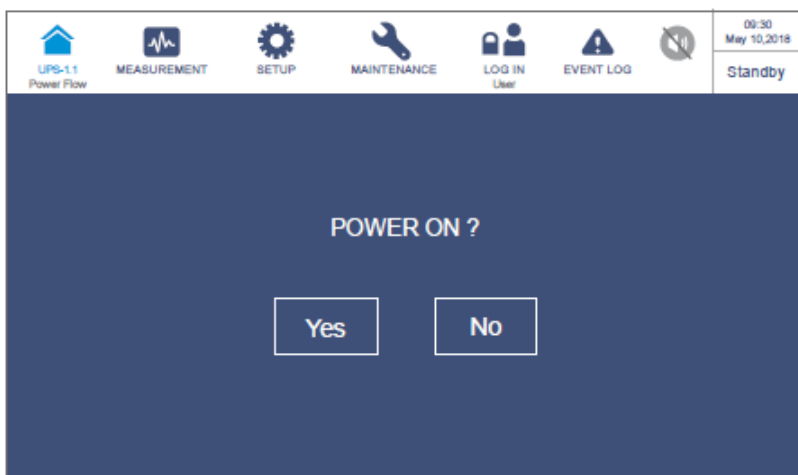 UPS-1.1
Power Flow
MEASUREMENT
SETUP
MAINTENANCE
LOG IN
User
EVENT LOG
09:30
May 10,2018
Standby
POWER ON ?
Yes
No